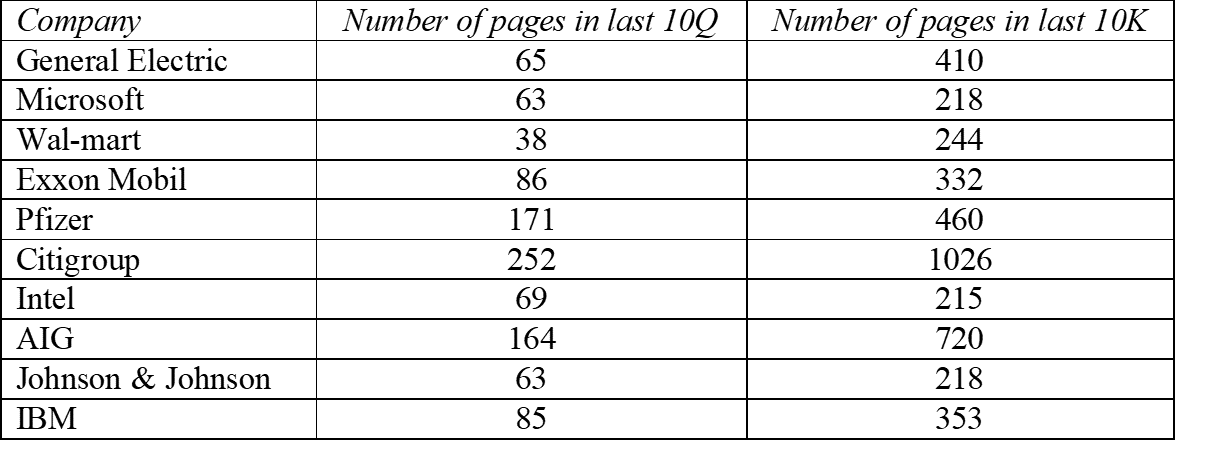 Company Number of pages in last 10Q Number of pages in last 10K
General Electric 65 410
Microsoft 63 218
Wal-mart 38 244
Exxon Mobil 86 332
Pfizer 171 460
Citigroup 252 1026
Intel 69 215
AIG 164 720
Johnson & Johnson 63 218
IBM 85 353